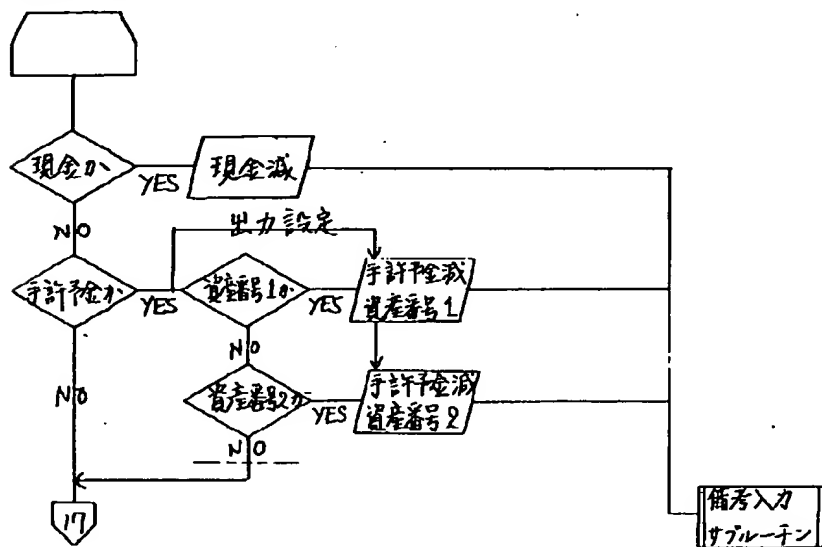 現金か
YES
現金減
NO
出力設定
手許予金か
YES
資産番号1か
YES
手許予金減
資産番号1
NO
NO
資産番号2か
YES
手許予金減
資産番号2
NO
17
備考入力
サブルーチン